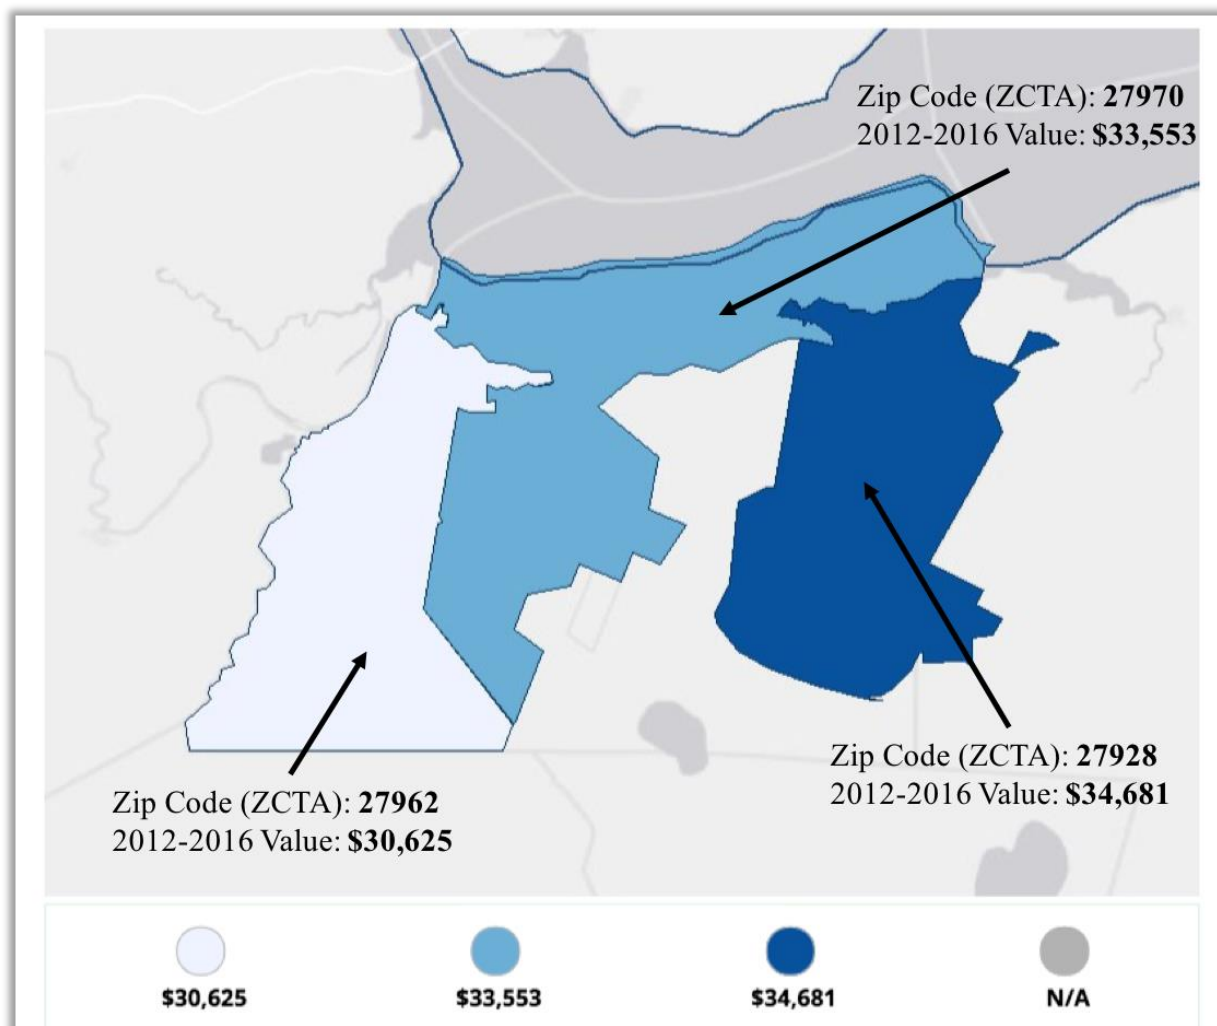 Zip Code (ZCTA): 27970
2012-2016 Value: $33,553
Zip Code (ZCTA): 27928
2012-2016 Value: $34,681
Zip Code (ZCTA): 27962
2012-2016 Value: $30,625
$30,625
$33,553
$34,681
N/A